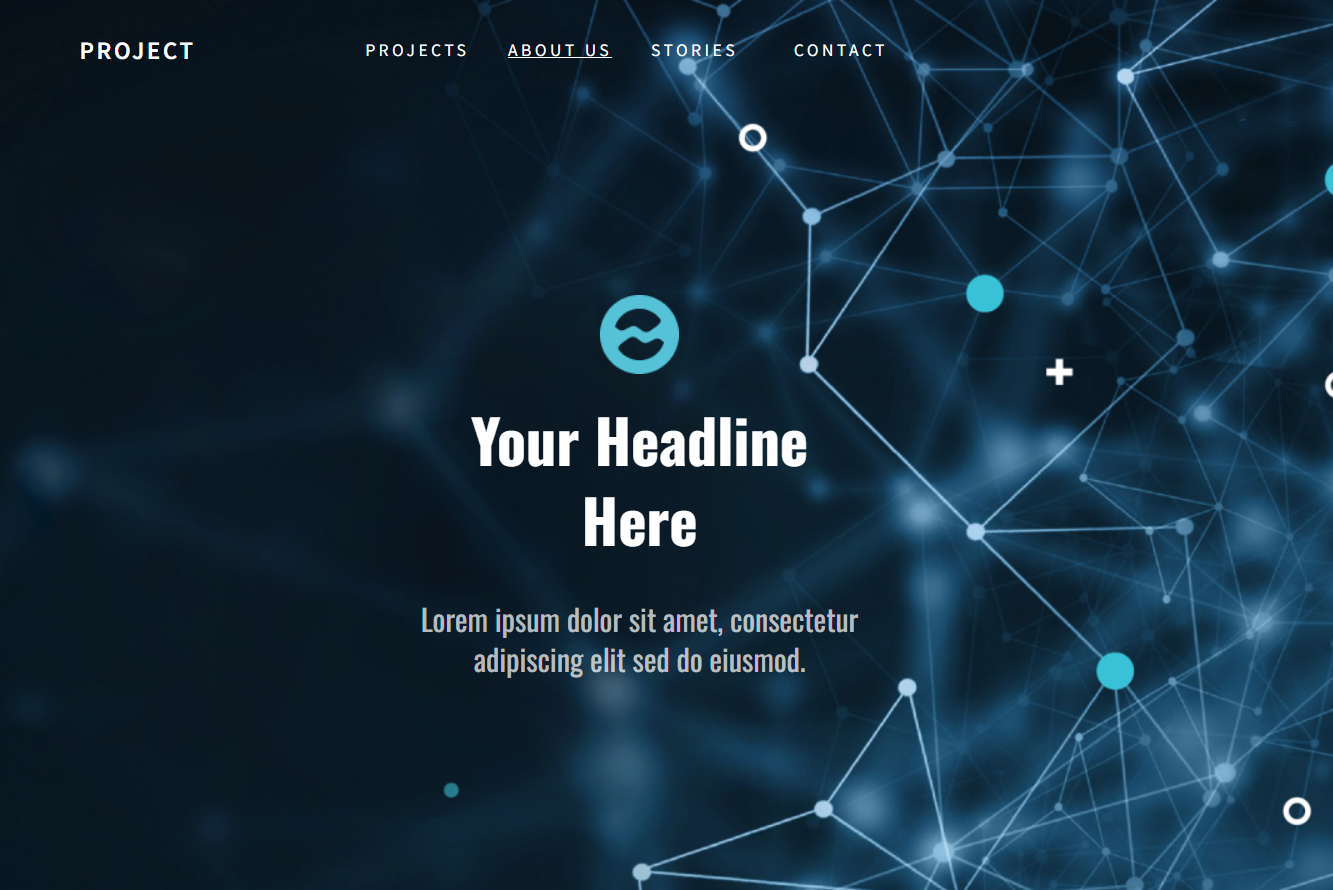 PROJECT
PROJECTS ABOUT US STORIES CONTACT
Your Headline
Here
Lorem ipsum dolor sit amet, consectetur
adipiscing elit sed do eiusmod.